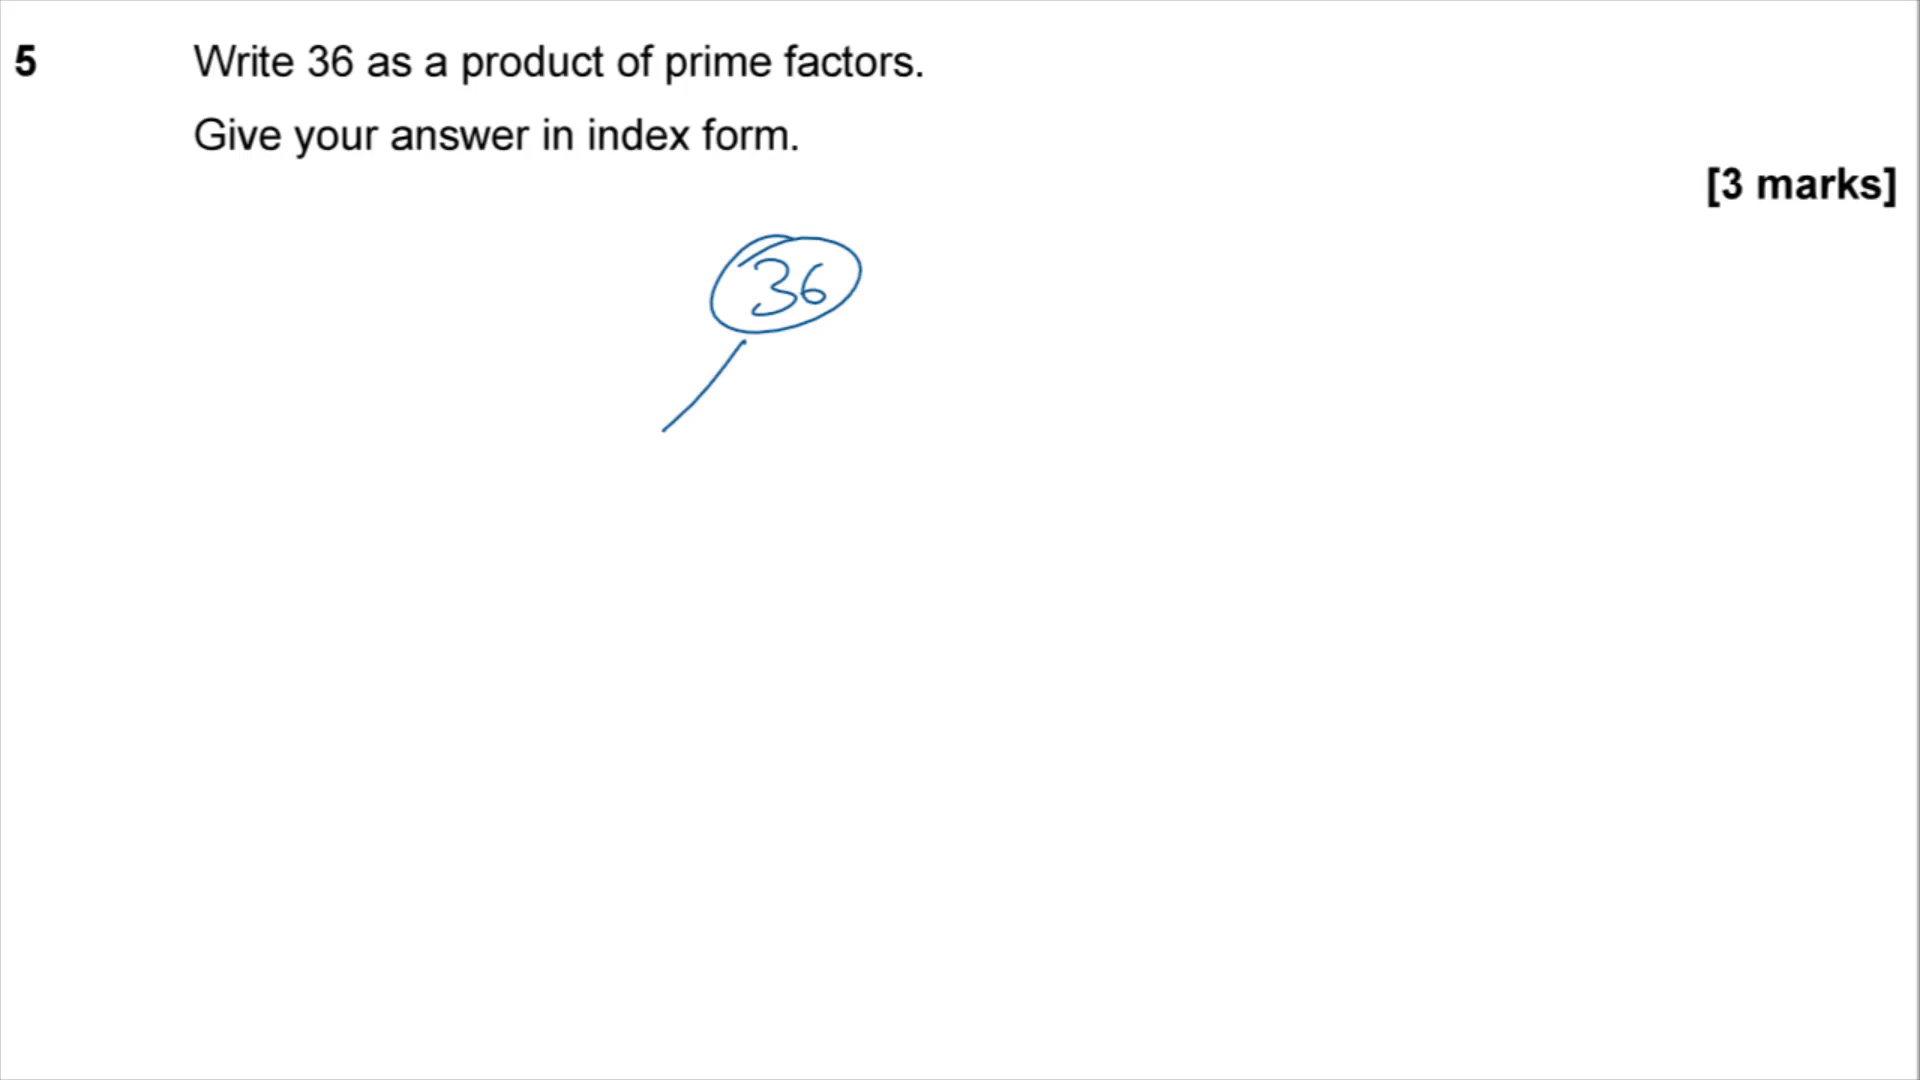 5 Write 36 as a product of prime factors.
Give your answer in index form.
[3 marks]
36